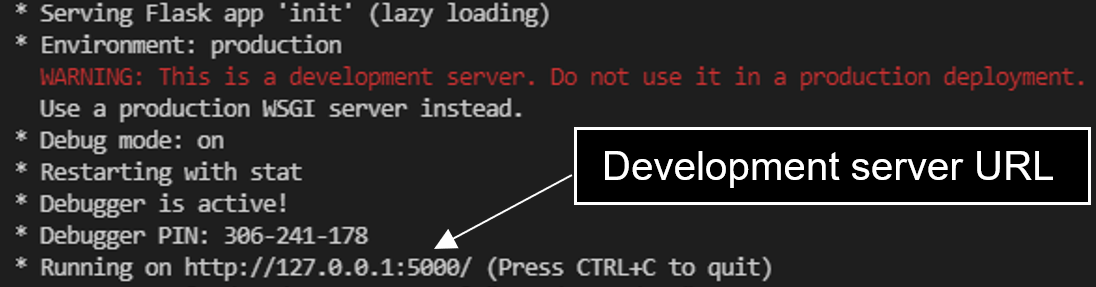 * Serving Flask app 'init' (lazy loading)
* Environment: production
WARNING: This is a development server. Do not use it in a production deployment.
Use a production WSGI server instead.
* Debug mode: on
* Restarting with stat
* Debugger is active!
* Debugger PIN: 306-241-178
* Running on http://127.0.0.1:5000/ (Press CTRL+C to quit)
Development server URL